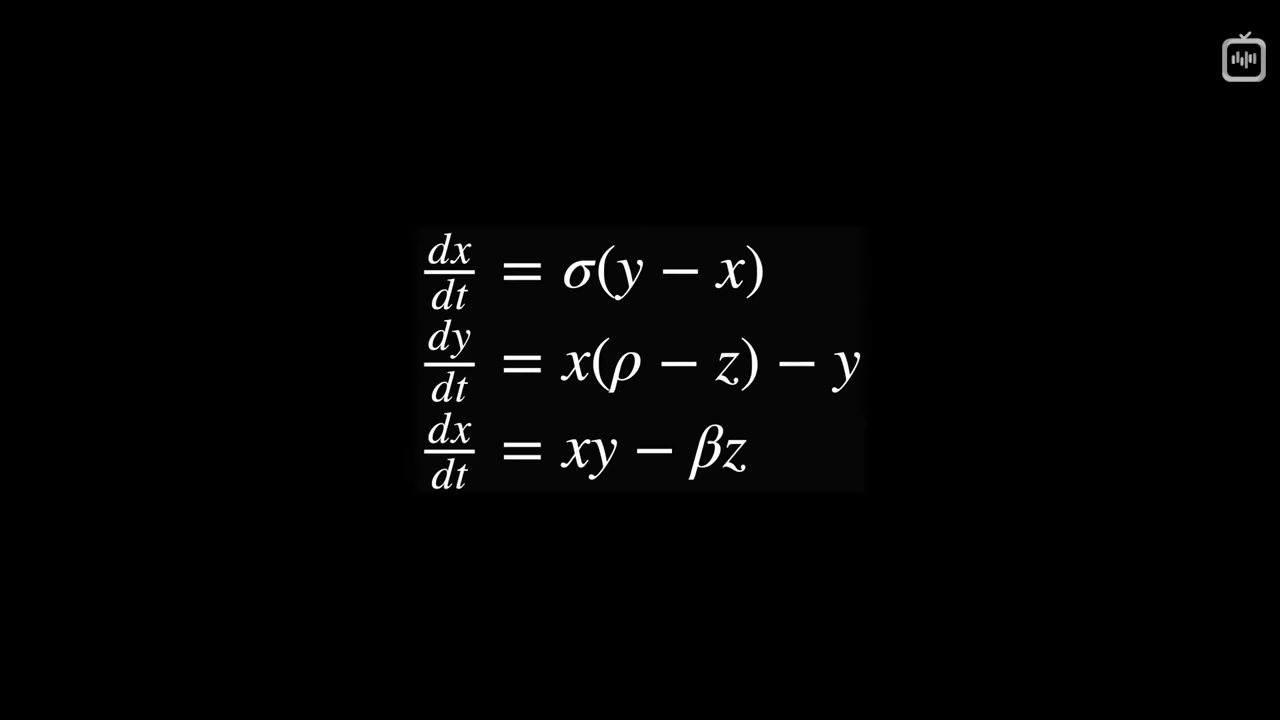 dx/dt = σ(y − x)
dy/dt = x(ρ − z) − y
dx/dt = xy − βz